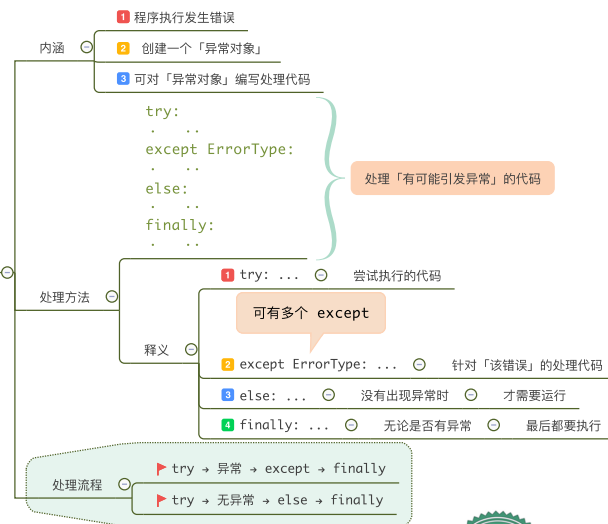 内涵
1 程序执行发生错误
2 创建一个「异常对象」
3 可对「异常对象」编写处理代码
try:
. ..
except ErrorType:
. ..
else:
. ..
finally:
. ..
处理「有可能引发异常」的代码
处理方法
释义
1 try: ... 尝试执行的代码
可有多个 except
2 except ErrorType: ... 针对「该错误」的处理代码
3 else: ... 没有出现异常时 才需要运行
4 finally: ... 无论是否有异常 最后都要执行
处理流程
try → 异常 → except → finally
try → 无异常 → else → finally